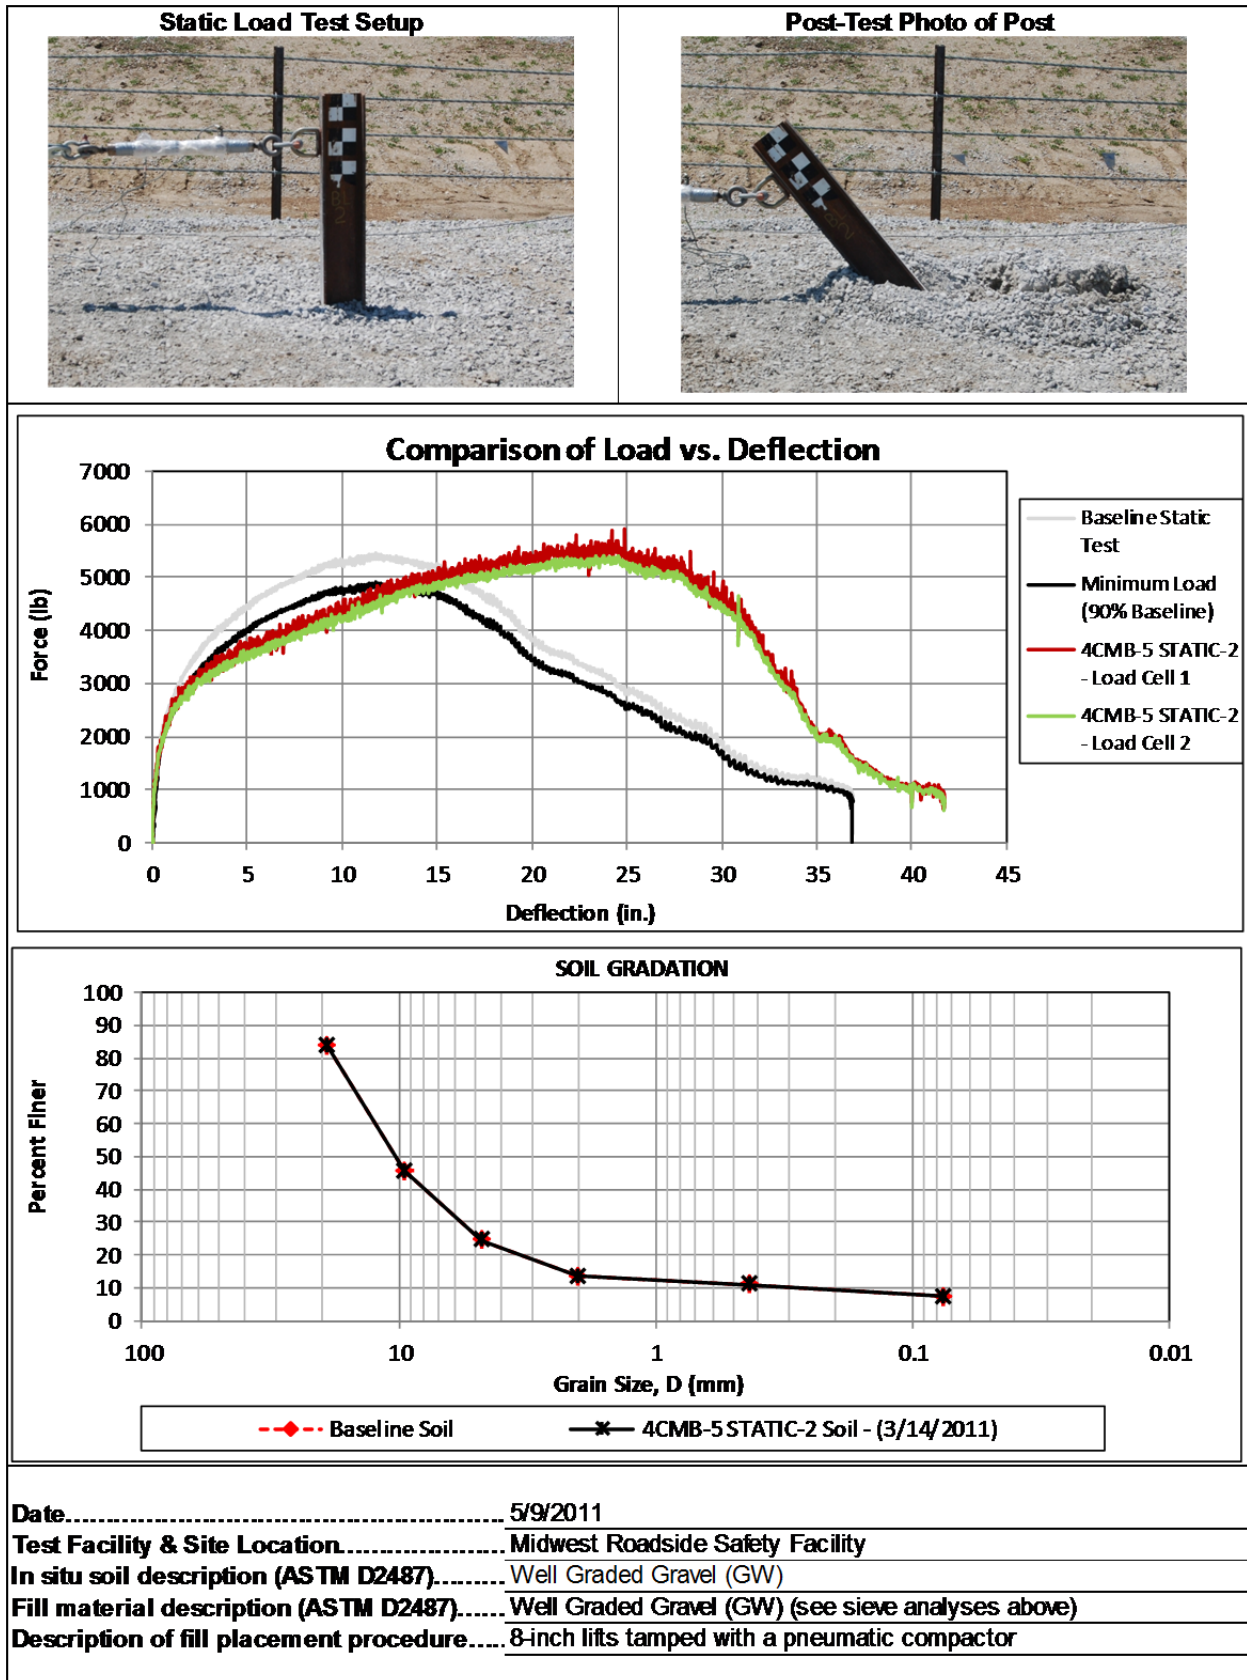 Static Load Test Setup
Post-Test Photo of Post
BL
2
Comparison of Load vs. Deflection
7000
6000
5000
4000
3000
2000
1000
0
Force (lb)
0 5 10 15 20 25 30 35 40 45
Deflection (in.)
Baseline Static
Test
Minimum Load
(90% Baseline)
4CMB-5 STATIC-2
- Load Cell 1
4CMB-5 STATIC-2
- Load Cell 2
SOIL GRADATION
100
90
80
70
60
50
40
30
20
10
0
Percent Finer
100 10 1 0.1 0.01
Grain Size, D (mm)
Baseline Soil
4CMB-5 STATIC-2 Soil - (3/14/2011)
Date 5/9/2011
Test Facility & Site Location Midwest Roadside Safety Facility
In situ soil description (ASTM D2487) Well Graded Gravel (GW)
Fill material description (ASTM D2487) Well Graded Gravel (GW) (see sieve analyses above)
Description of fill placement procedure 8-inch lifts tamped with a pneumatic compactor